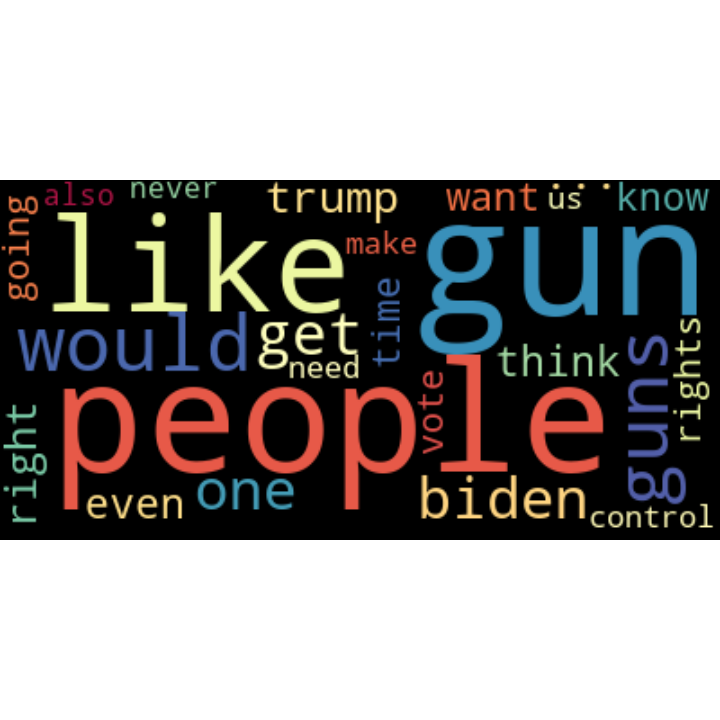 also never trump want us know
going like make gun
would get time
need think
people vote guns rights
right even one biden control